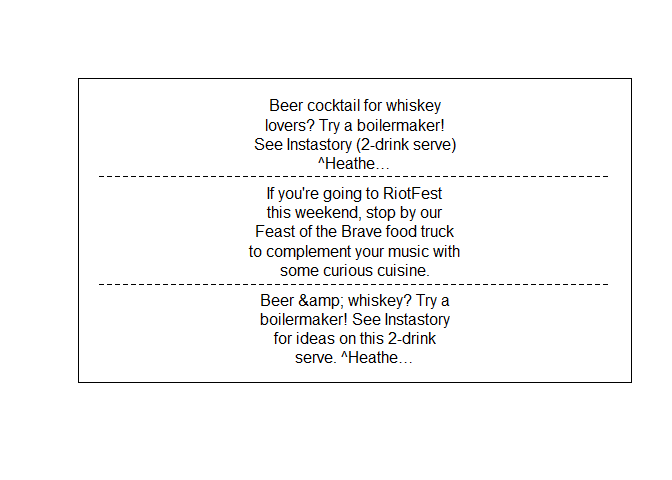 Beer cocktail for whiskey
lovers? Try a boilermaker!
See Instastory (2-drink serve)
^Heathe…
If you're going to RiotFest
this weekend, stop by our
Feast of the Brave food truck
to complement your music with
some curious cuisine.
Beer &amp; whiskey? Try a
boilermaker! See Instastory
for ideas on this 2-drink
serve. ^Heathe…